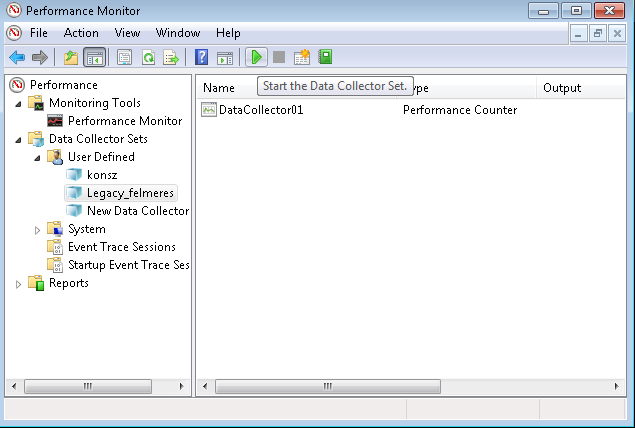 Performance Monitor
File Action View Window Help
Start the Data Collector Set.
Name ype Output
Performance
Monitoring Tools
Performance Monitor
Data Collector Sets
User Defined
konsz
Legacy_felmeres
New Data Collector
System
Event Trace Sessions
Startup Event Trace Ses
Reports
DataCollector01 Performance Counter